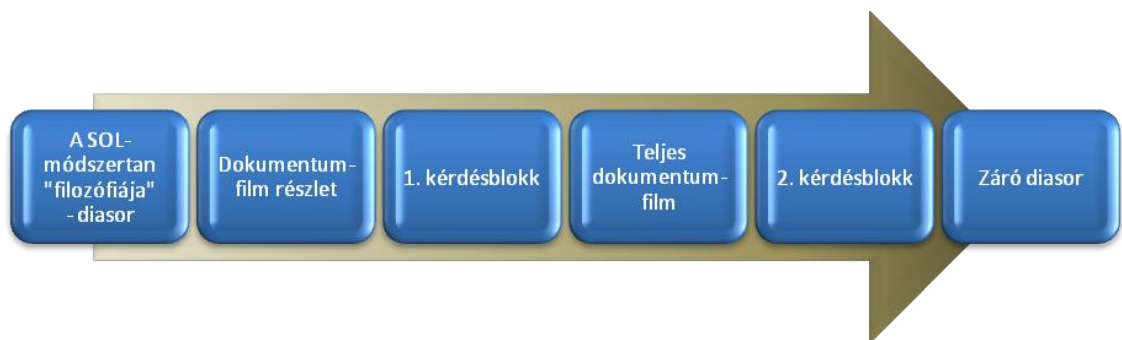 A SOL-
módszertan
"filozófiája"
- diasor
Dokumentum-
film részlet
1. kérdésblokk
Teljes
dokumentum-
film
2. kérdésblokk
Záró diasor